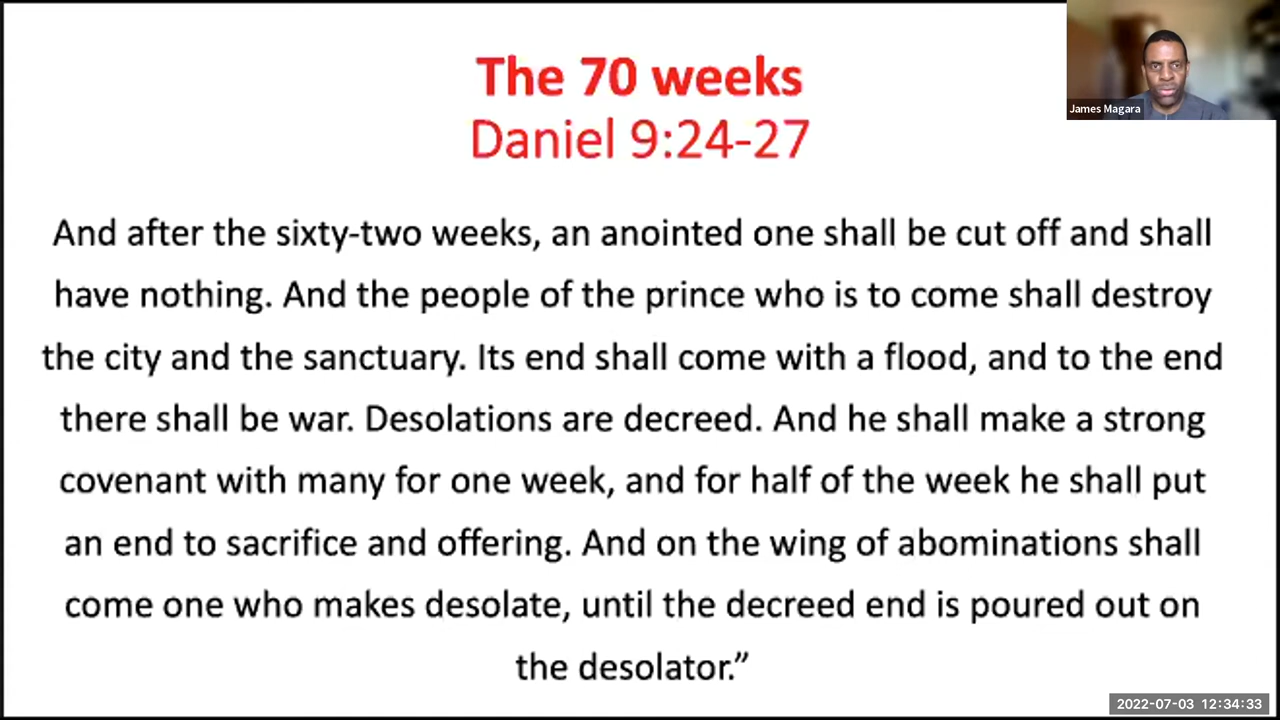 The 70 weeks
Daniel 9:24-27
James Magara
And after the sixty-two weeks, an anointed one shall be cut off and shall
have nothing. And the people of the prince who is to come shall destroy
the city and the sanctuary. Its end shall come with a flood, and to the end
there shall be war. Desolations are decreed. And he shall make a strong
covenant with many for one week, and for half of the week he shall put
an end to sacrifice and offering. And on the wing of abominations shall
come one who makes desolate, until the decreed end is poured out on
the desolator.”
2022-07-03 12:34:33